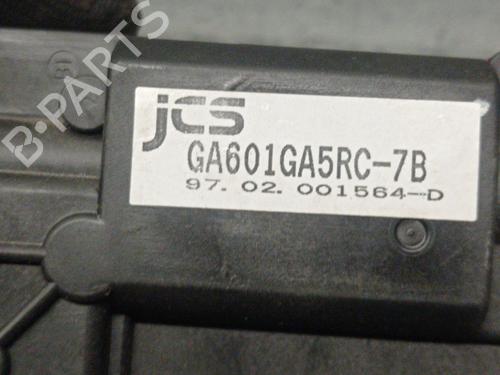 jcs
GA601GA5RC-7B
97. 02. 001564-D
B-PARTS